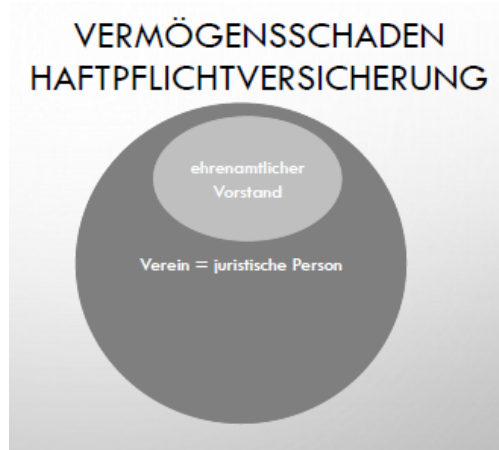 VERMÖGENSSCHADEN
HAFTPFLICHTVERSICHERUNG
ehrenamtlicher
Vorstand
Verein = juristische Person